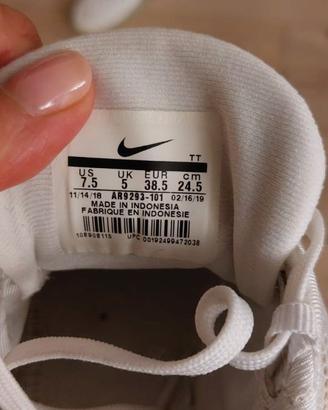 TT
US UK EUR cm
7.5 5 38.5 24.5
11/14/18 AR9293-101 02/16/19
MADE IN INDONESIA
FABRIQUE EN INDONESIE
UPC 00192499472038